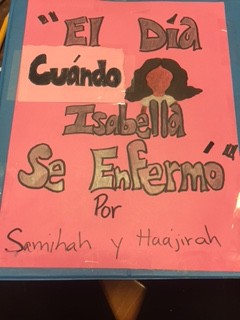 "El Día
Cuándo
Isabella
Se Enfermo"
Por
Samihah y Haajirah